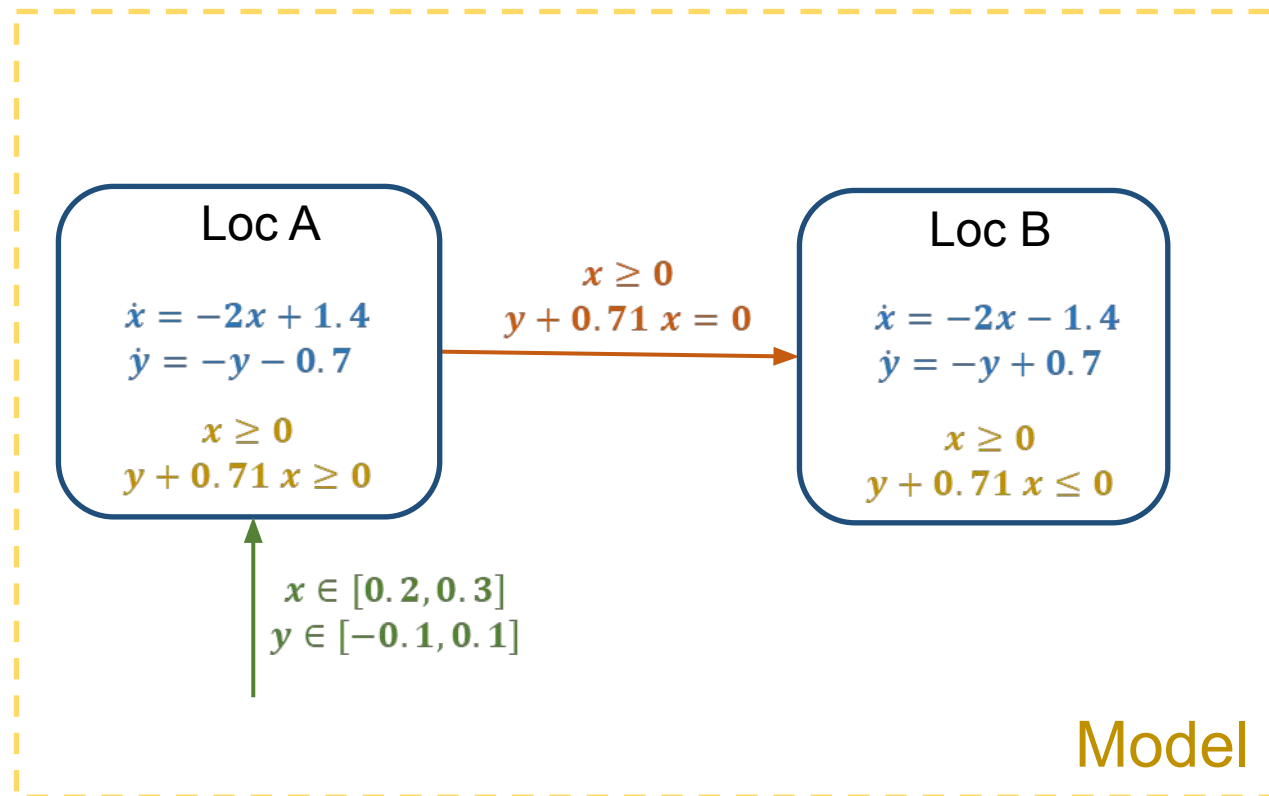 Loc A
ẋ = −2x + 1.4
ẏ = −y − 0.7
x ≥ 0
y + 0.71 x ≥ 0
x ≥ 0
y + 0.71 x = 0
Loc B
ẋ = −2x − 1.4
ẏ = −y + 0.7
x ≥ 0
y + 0.71 x ≤ 0
x ∈ [0.2, 0.3]
y ∈ [−0.1, 0.1]
Model